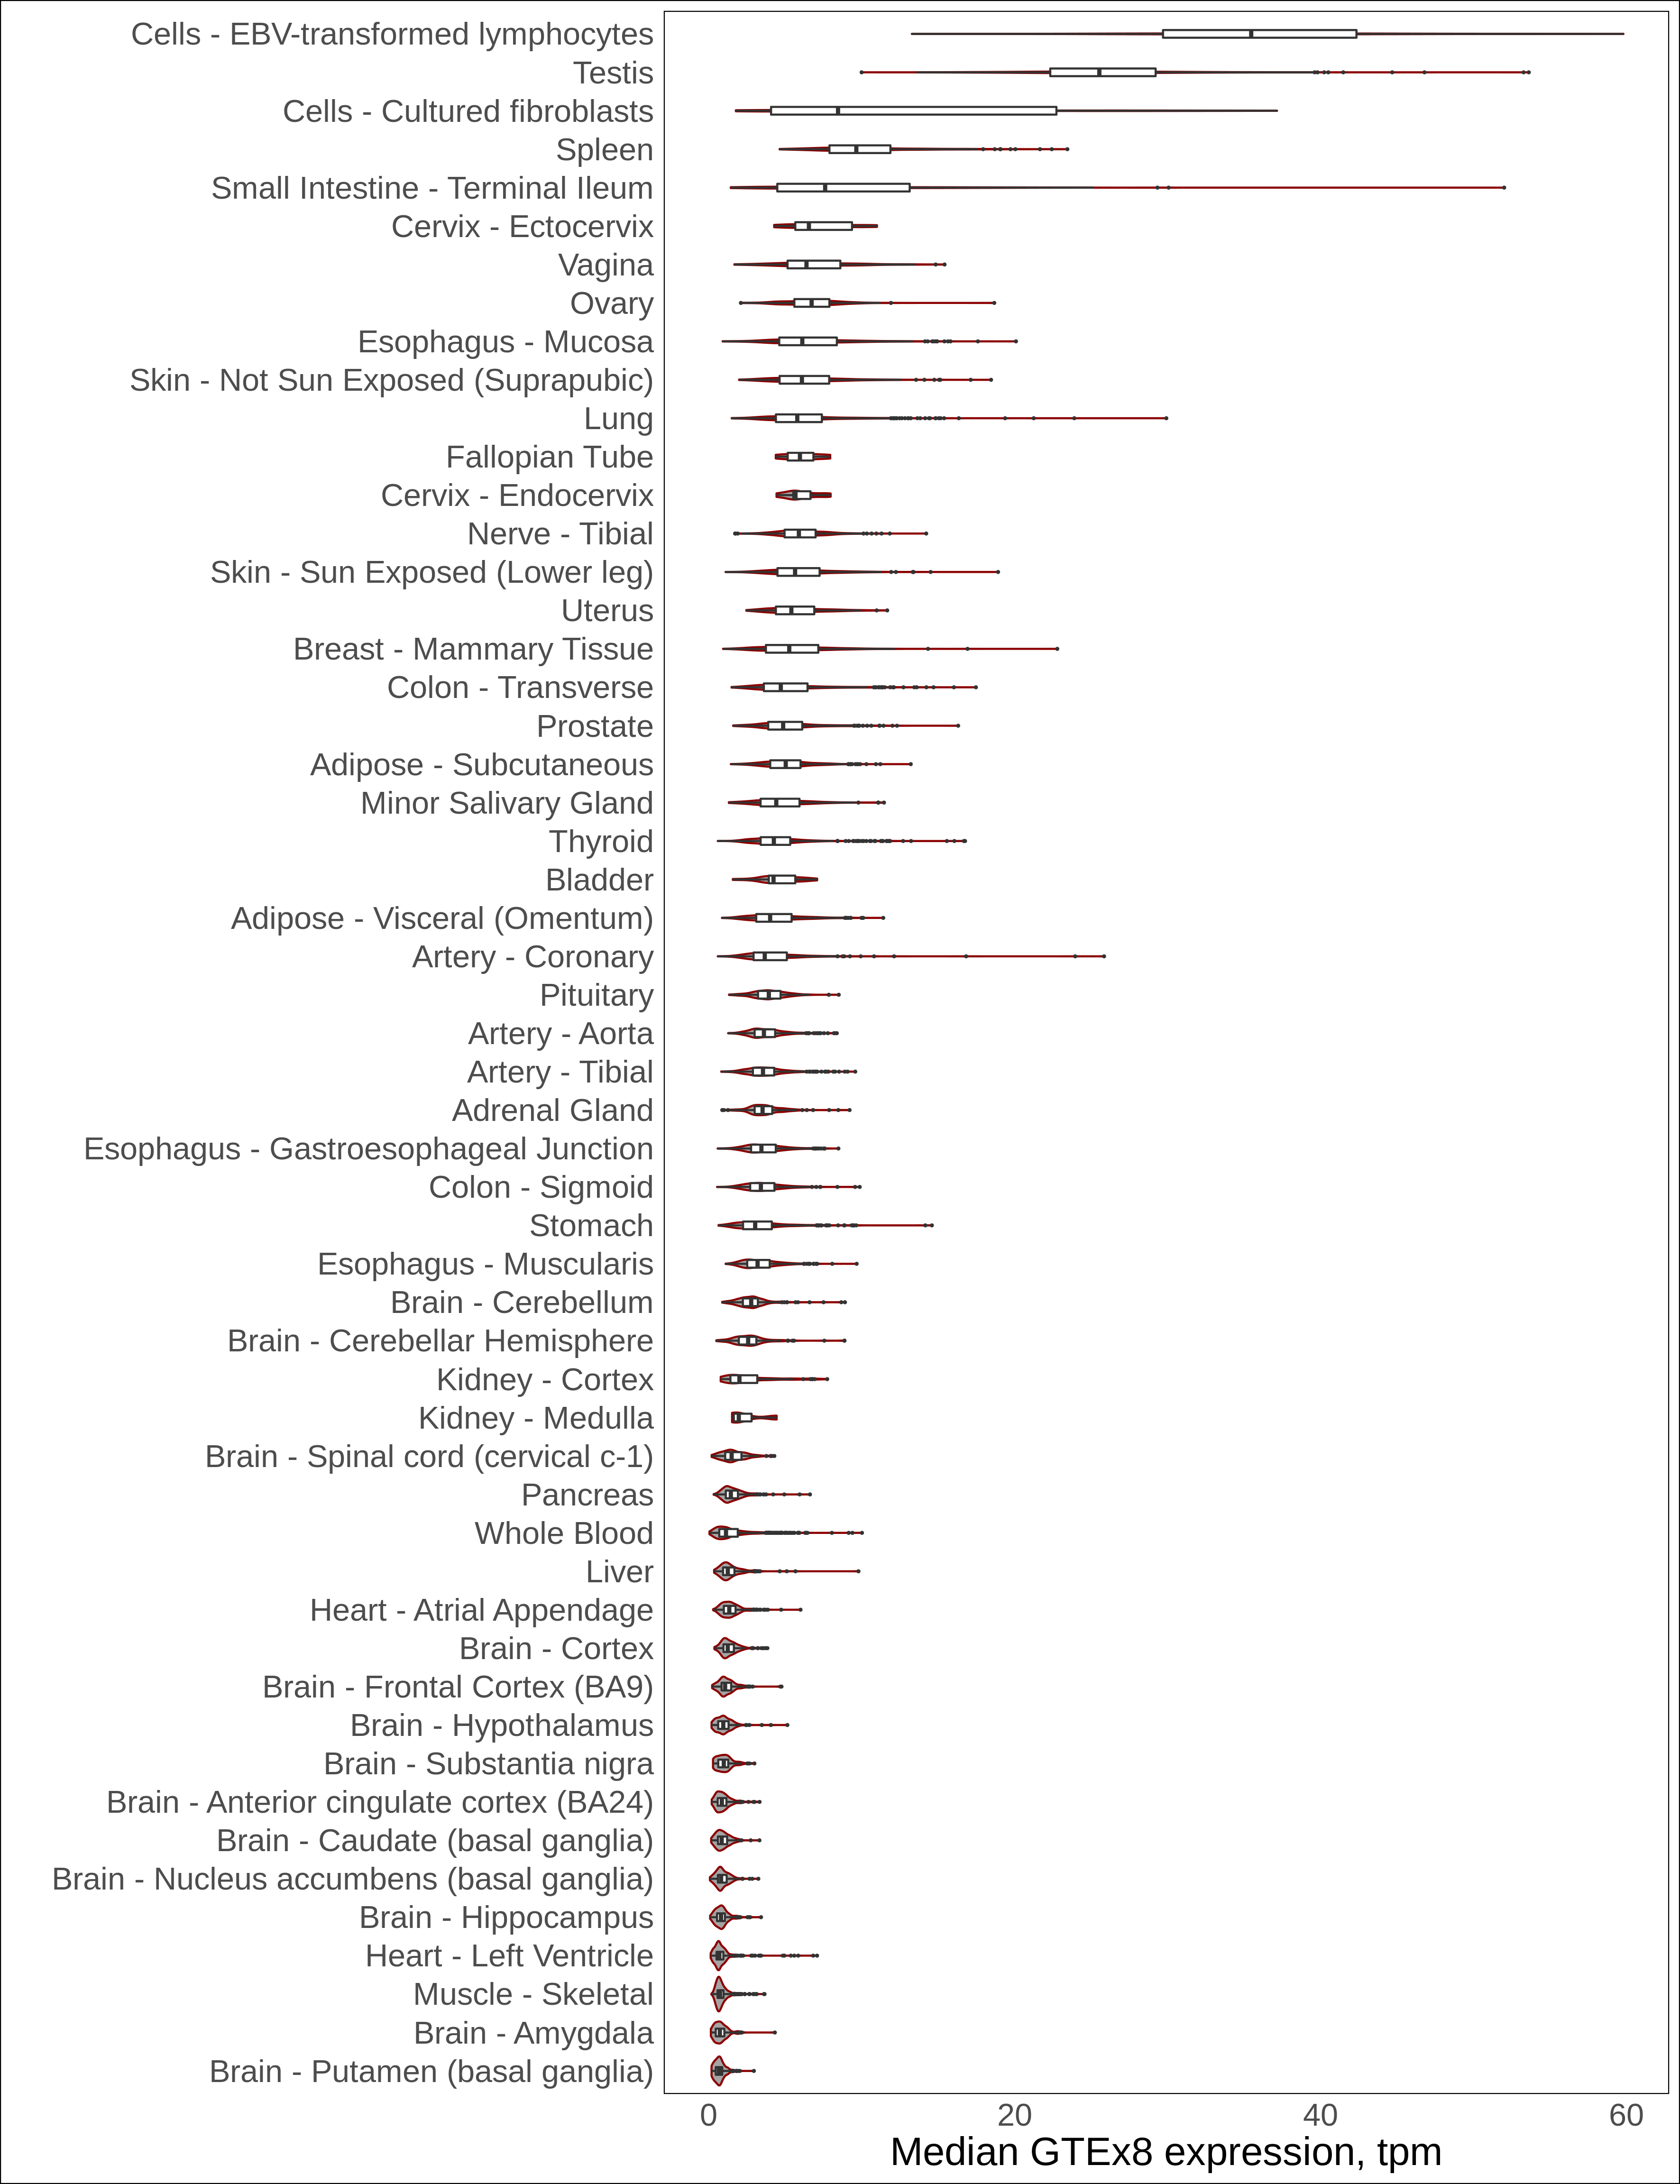 Cells - EBV-transformed lymphocytes
Testis
Cells - Cultured fibroblasts
Spleen
Small Intestine - Terminal Ileum
Cervix - Ectocervix
Vagina
Ovary
Esophagus - Mucosa
Skin - Not Sun Exposed (Suprapubic)
Lung
Fallopian Tube
Cervix - Endocervix
Nerve - Tibial
Skin - Sun Exposed (Lower leg)
Uterus
Breast - Mammary Tissue
Colon - Transverse
Prostate
Adipose - Subcutaneous
Minor Salivary Gland
Thyroid
Bladder
Adipose - Visceral (Omentum)
Artery - Coronary
Pituitary
Artery - Aorta
Artery - Tibial
Adrenal Gland
Esophagus - Gastroesophageal Junction
Colon - Sigmoid
Stomach
Esophagus - Muscularis
Brain - Cerebellum
Brain - Cerebellar Hemisphere
Kidney - Cortex
Kidney - Medulla
Brain - Spinal cord (cervical c-1)
Pancreas
Whole Blood
Liver
Heart - Atrial Appendage
Brain - Cortex
Brain - Frontal Cortex (BA9)
Brain - Hypothalamus
Brain - Substantia nigra
Brain - Anterior cingulate cortex (BA24)
Brain - Caudate (basal ganglia)
Brain - Nucleus accumbens (basal ganglia)
Brain - Hippocampus
Heart - Left Ventricle
Muscle - Skeletal
Brain - Amygdala
Brain - Putamen (basal ganglia)
0 20 40 60
Median GTEx8 expression, tpm